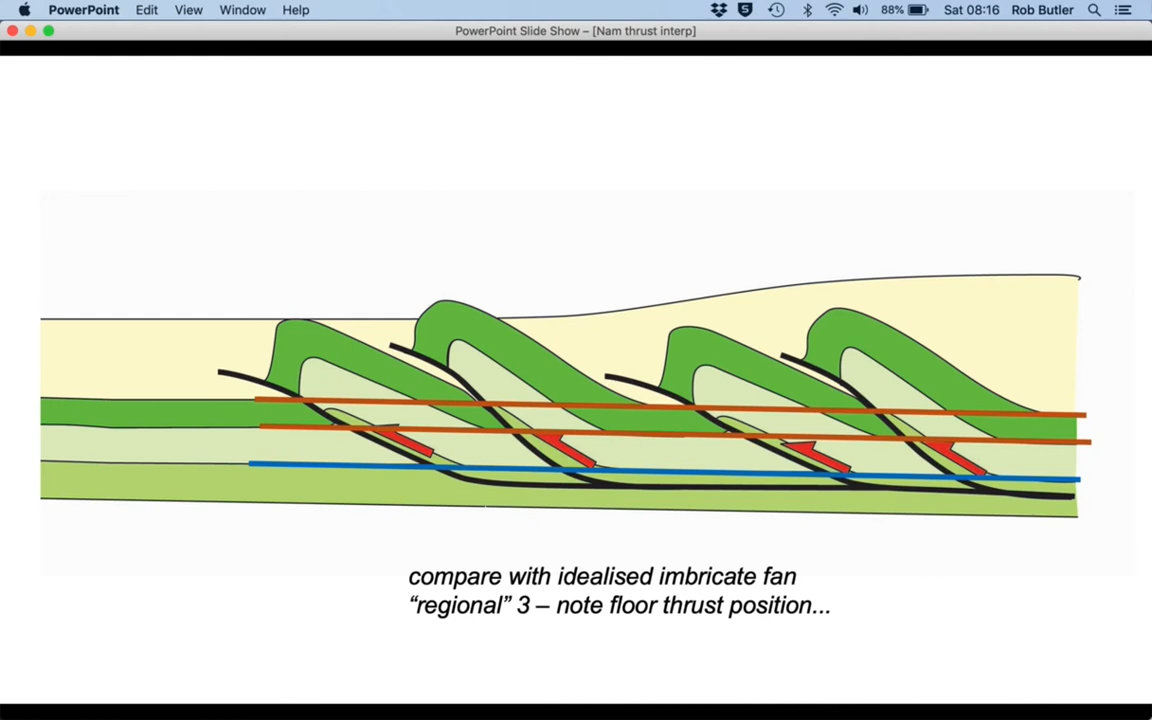 PowerPoint Edit View Window Help 88% Sat 08:16 Rob Butler
PowerPoint Slide Show – [Nam thrust interp]
compare with idealised imbricate fan
“regional” 3 – note floor thrust position...